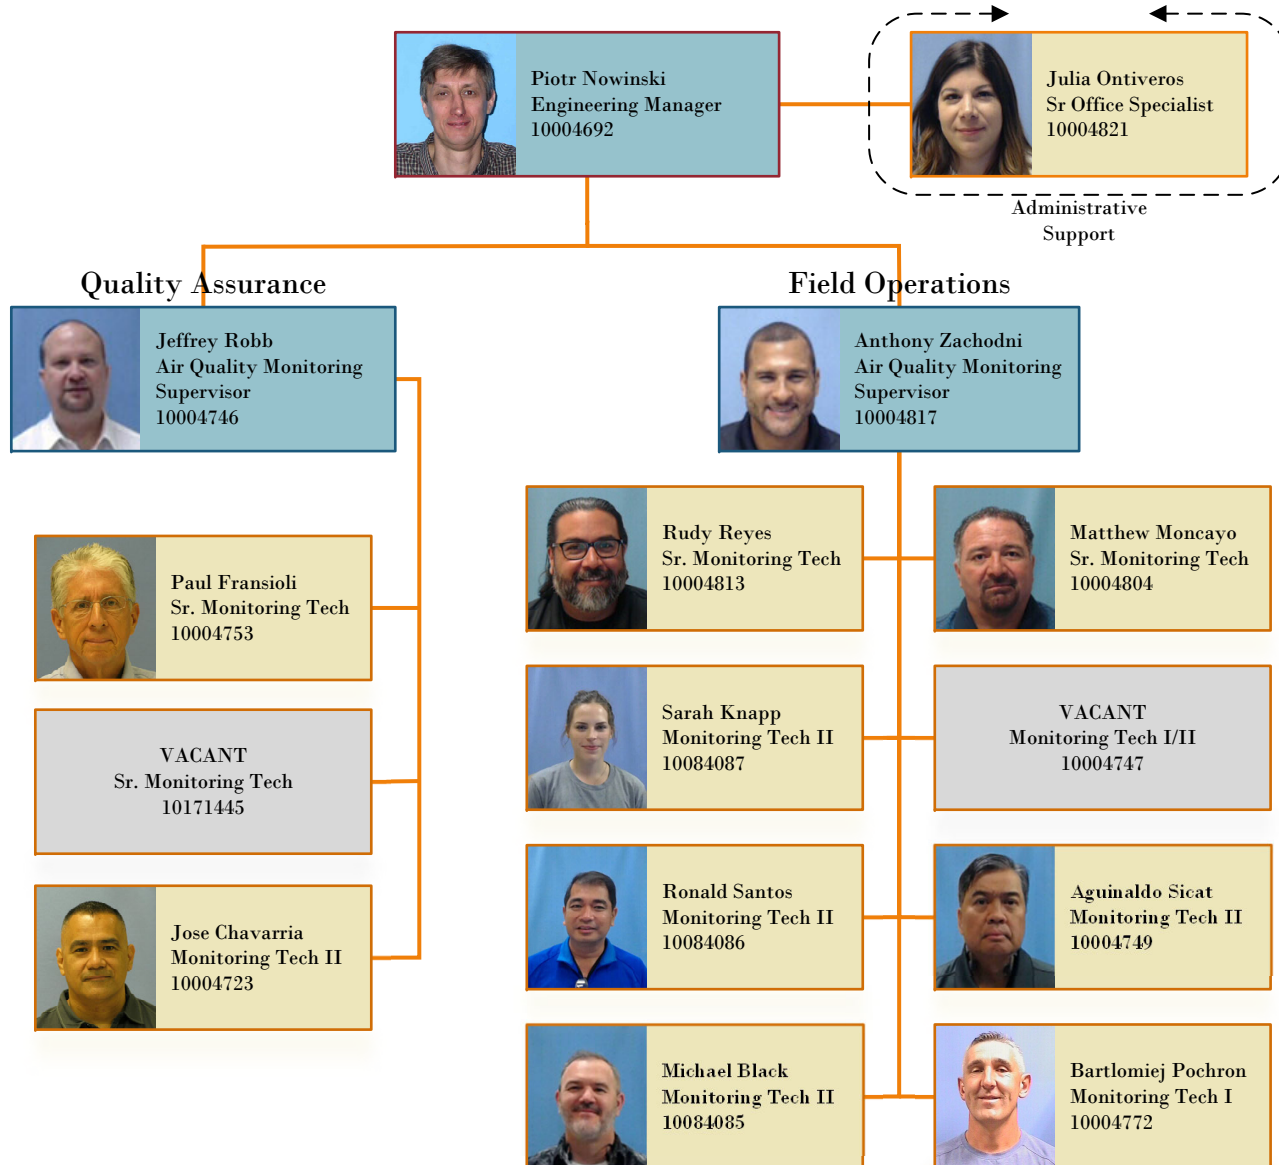 Piotr Nowinski
Engineering Manager
10004692
Julia Ontiveros
Sr Office Specialist
10004821
Administrative
Support
Quality Assurance
Jeffrey Robb
Air Quality Monitoring
Supervisor
10004746
Paul Fransioli
Sr. Monitoring Tech
10004753
VACANT
Sr. Monitoring Tech
10171445
Jose Chavarria
Monitoring Tech II
10004723
Field Operations
Anthony Zachodni
Air Quality Monitoring
Supervisor
10004817
Rudy Reyes
Sr. Monitoring Tech
10004813
Matthew Moncayo
Sr. Monitoring Tech
10004804
Sarah Knapp
Monitoring Tech II
10084087
VACANT
Monitoring Tech I/II
10004747
Ronald Santos
Monitoring Tech II
10084086
Aguinaldo Sicat
Monitoring Tech II
10004749
Michael Black
Monitoring Tech II
10084085
Bartlomiej Pochron
Monitoring Tech I
10004772